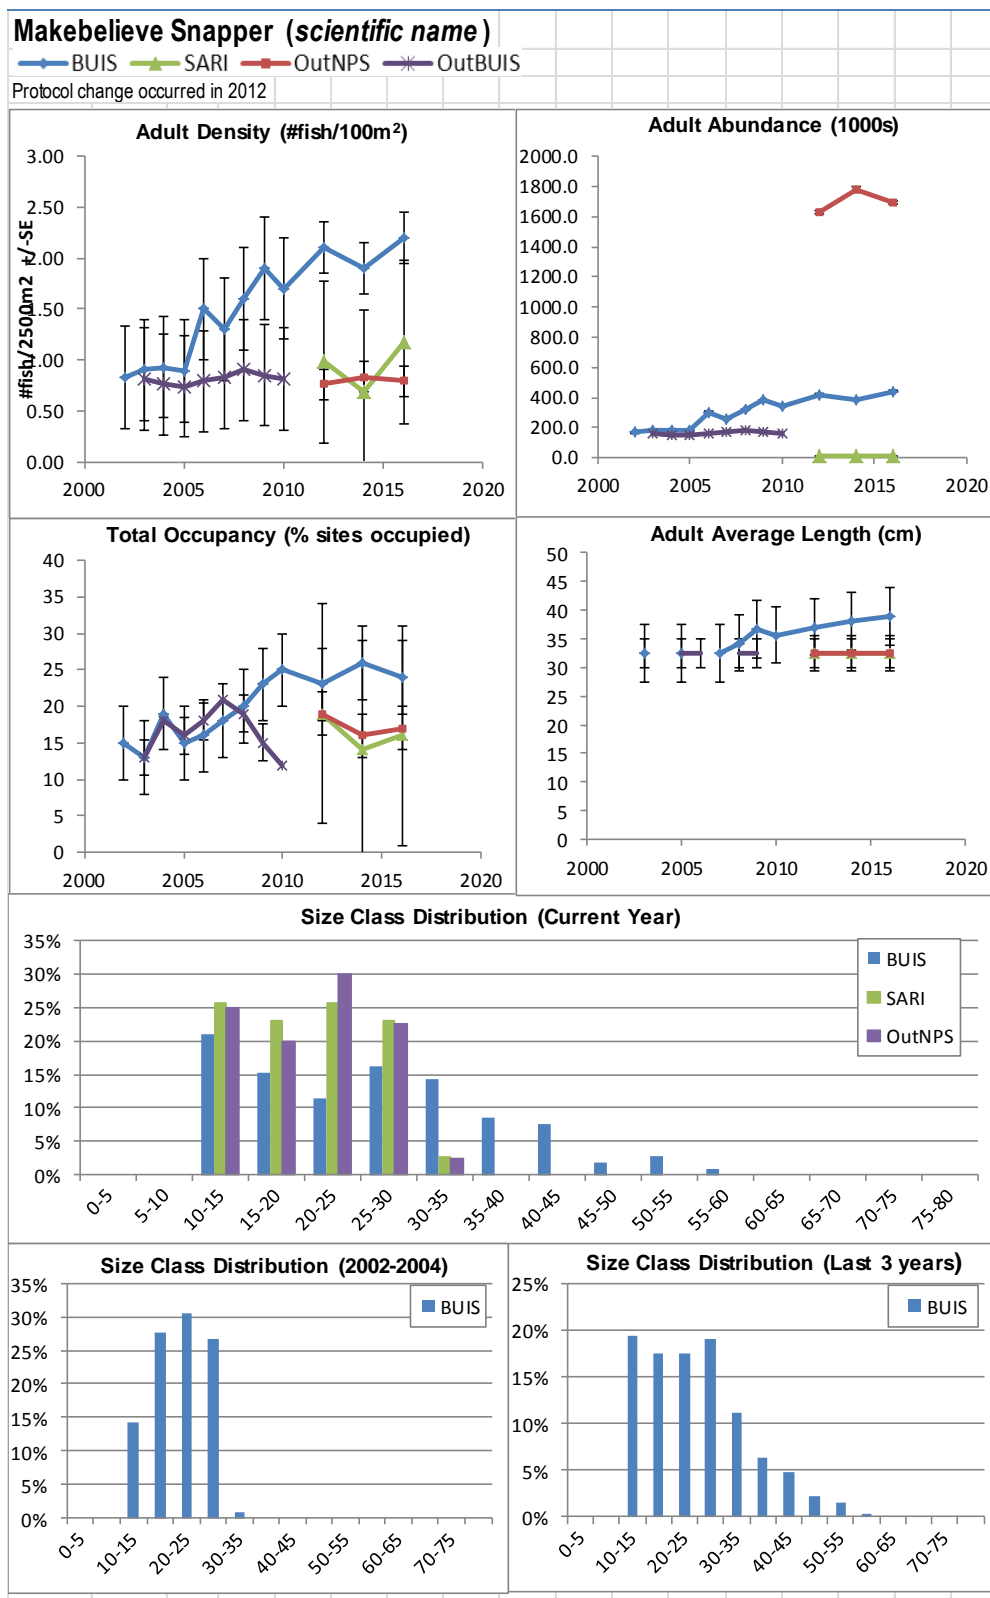 Makebelieve Snapper (scientific name)
BUIS SARI OutNPS OutBUIS
Protocol change occurred in 2012
Adult Density (#fish/100m²)
#fish/2500m2 +/-SE
3.00
2.50
2.00
1.50
1.00
0.50
0.00
2000 2005 2010 2015 2020
Adult Abundance (1000s)
2000.0
1800.0
1600.0
1400.0
1200.0
1000.0
800.0
600.0
400.0
200.0
0.0
2000 2005 2010 2015 2020
Total Occupancy (% sites occupied)
40
35
30
25
20
15
10
5
0
2000 2005 2010 2015 2020
Adult Average Length (cm)
50
45
40
35
30
25
20
15
10
5
0
2000 2005 2010 2015 2020
Size Class Distribution (Current Year)
35%
30%
25%
20%
15%
10%
5%
0%
BUIS
SARI
OutNPS
0-5 5-10 10-15 15-20 20-25 25-30 30-35 35-40 40-45 45-50 50-55 55-60 60-65 65-70 70-75 75-80
Size Class Distribution (2002-2004)
BUIS
35%
30%
25%
20%
15%
10%
5%
0%
0-5 10-15 20-25 30-35 40-45 50-55 60-65 70-75
Size Class Distribution (Last 3 years)
BUIS
25%
20%
15%
10%
5%
0%
0-5 10-15 20-25 30-35 40-45 50-55 60-65 70-75